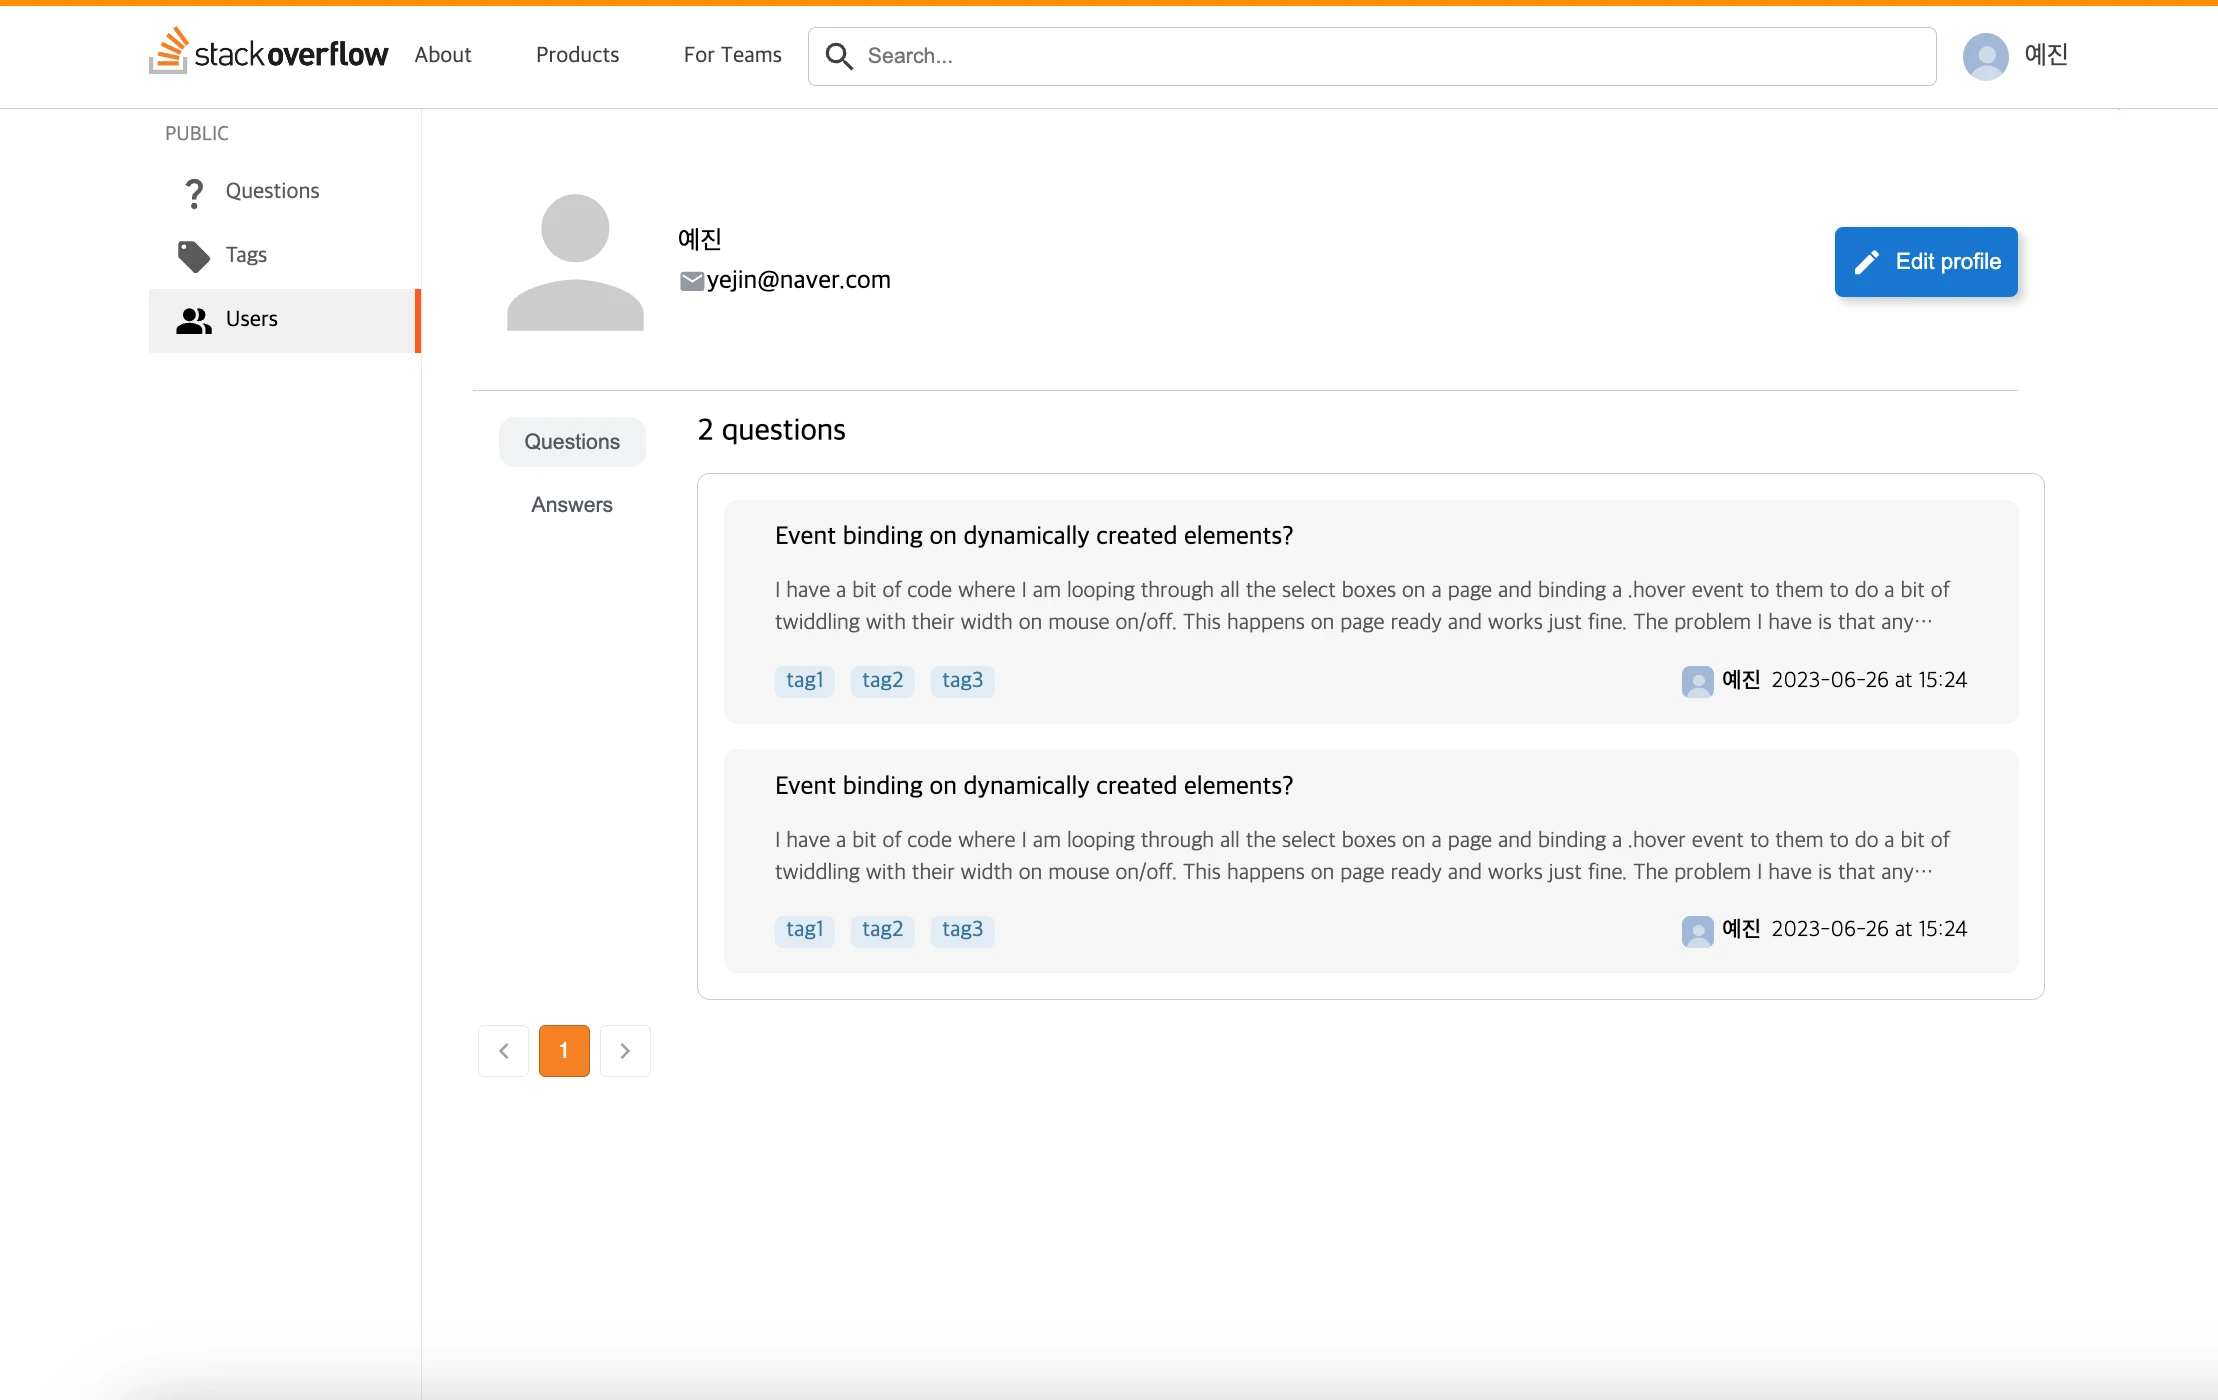 stackoverflow About Products For Teams Search... 예진
PUBLIC
Questions
Tags
Users
예진
yejin@naver.com
Edit profile
Questions
Answers
2 questions
Event binding on dynamically created elements?
I have a bit of code where I am looping through all the select boxes on a page and binding a .hover event to them to do a bit of
twiddling with their width on mouse on/off. This happens on page ready and works just fine. The problem I have is that any…
tag1 tag2 tag3 예진 2023-06-26 at 15:24
Event binding on dynamically created elements?
I have a bit of code where I am looping through all the select boxes on a page and binding a .hover event to them to do a bit of
twiddling with their width on mouse on/off. This happens on page ready and works just fine. The problem I have is that any…
tag1 tag2 tag3 예진 2023-06-26 at 15:24
1